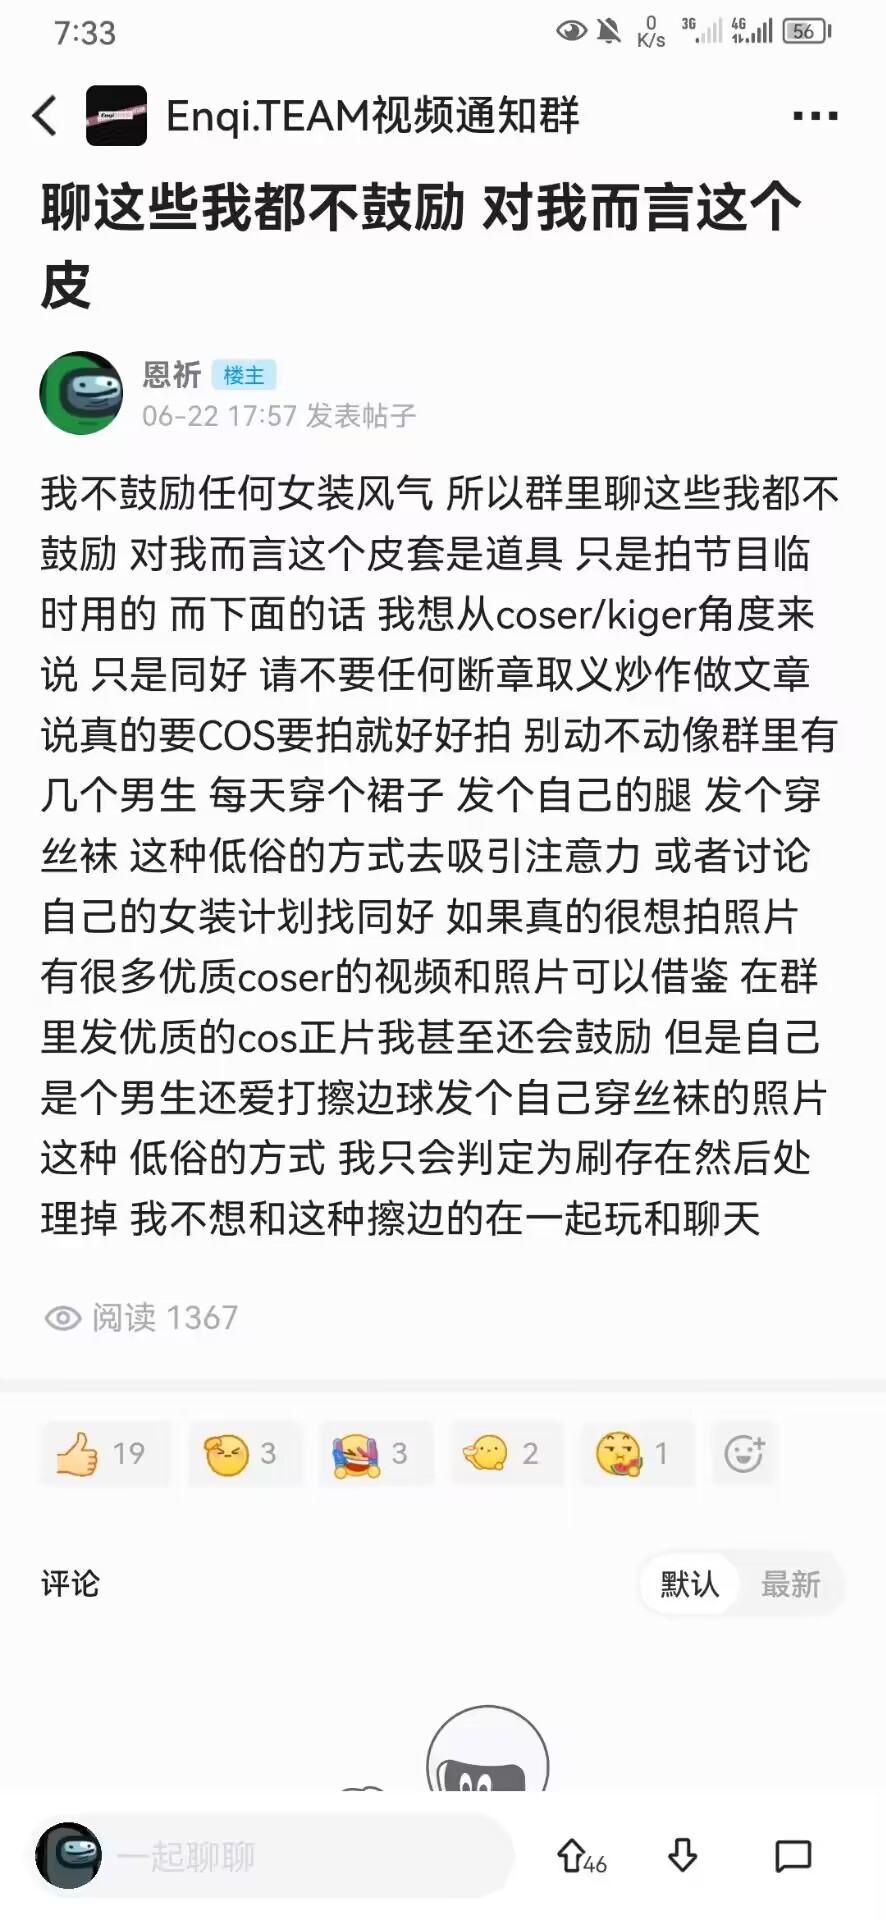 7:33
0
K/s
3G
4G
56
Enqi.TEAM视频通知群
聊这些我都不鼓励 对我而言这个
皮
恩祈 楼主
06-22 17:57 发表帖子
我不鼓励任何女装风气 所以群里聊这些我都不
鼓励 对我而言这个皮套是道具 只是拍节目临
时用的 而下面的话 我想从coser/kiger角度来
说 只是同好 请不要任何断章取义炒作做文章
说真的要COS要拍就好好拍 别动不动像群里有
几个男生 每天穿个裙子 发个自己的腿 发个穿
丝袜 这种低俗的方式去吸引注意力 或者讨论
自己的女装计划找同好 如果真的很想拍照片
有很多优质coser的视频和照片可以借鉴 在群
里发优质的cos正片我甚至还会鼓励 但是自己
是个男生还爱打擦边球发个自己穿丝袜的照片
这种 低俗的方式 我只会判定为刷存在然后处
理掉 我不想和这种擦边的在一起玩和聊天
阅读 1367
19 3 3 2 1
评论
默认 最新
一起聊聊
46